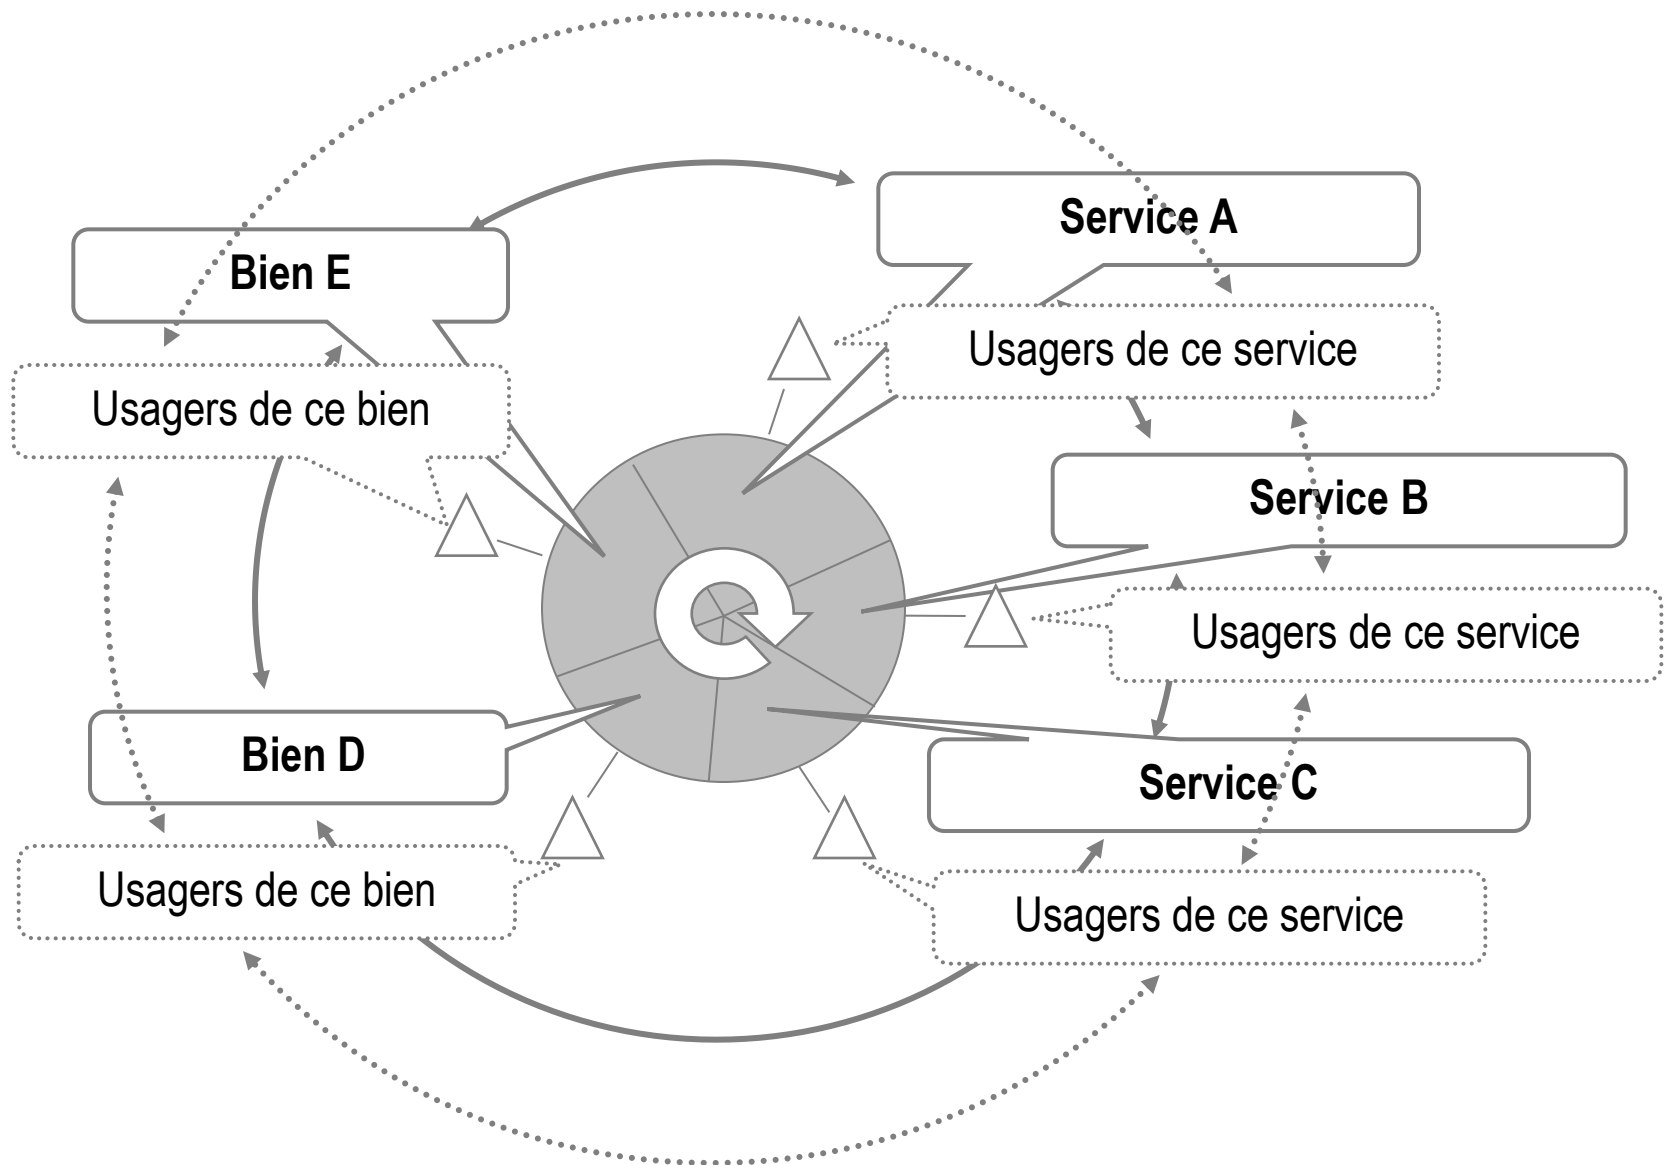 Service A
Bien E
Usagers de ce service
Usagers de ce bien
Service B
Usagers de ce service
Bien D
Service C
Usagers de ce bien
Usagers de ce service